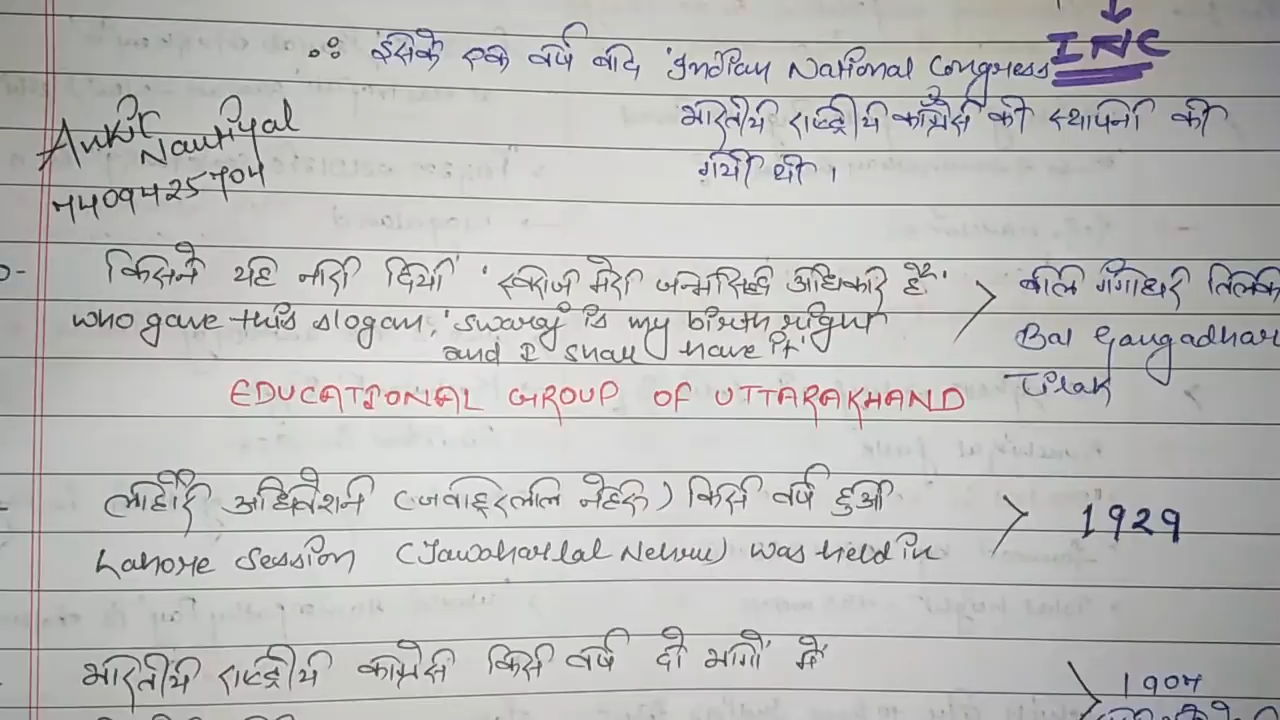 इसके एक वर्ष बाद 'Indian National Congress INC
भारतीय राष्ट्रीय कांग्रेस की स्थापना की
गयी थी ।
Ankit
Nautiyal
7409425704
किसने यह नारा दिया 'स्वराज मेरा जन्मसिद्ध अधिकार है' > बाल गंगाधर तिलक
who gave this slogan, 'swaraj is my birth right > Bal Gangadhar
and I shall have it' Tilak
EDUCATIONAL GROUP OF UTTARAKHAND
लाहौर अधिवेशन (जवाहरलाल नेहरू) किस वर्ष हुआ > 1929
Lahore Session (Jawaharlal Nehru) was held in
भारतीय राष्ट्रीय कांग्रेस किस वर्ष दो भागों में > 1907